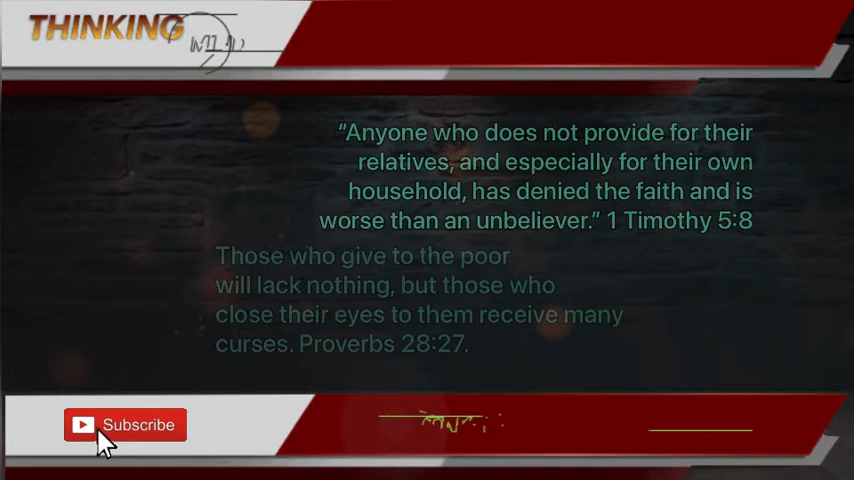 THINKING
“Anyone who does not provide for their
relatives, and especially for their own
household, has denied the faith and is
worse than an unbeliever.” 1 Timothy 5:8
Those who give to the poor
will lack nothing, but those who
close their eyes to them receive many
curses. Proverbs 28:27.
Subscribe